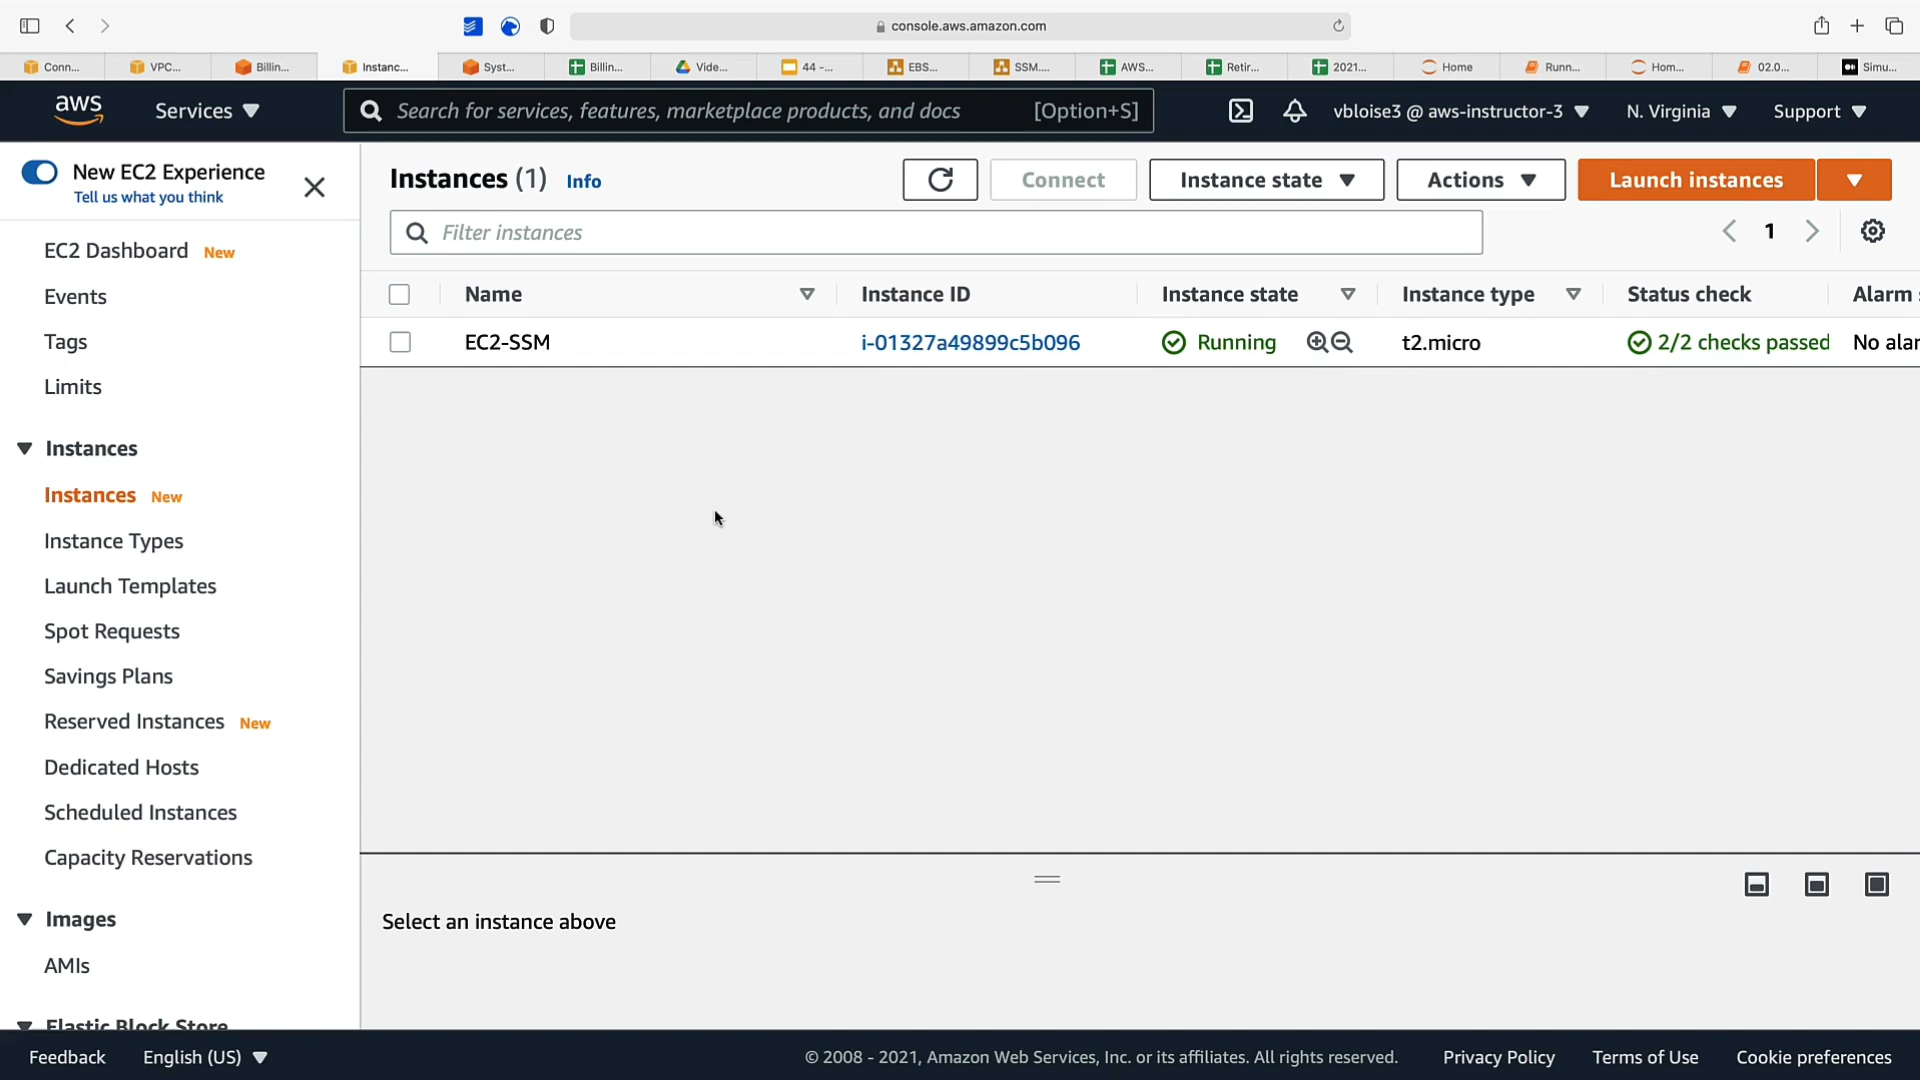 console.aws.amazon.com
Conn... VPC... Billin... Instanc... Syst... Billin... Vide... 44 -... EBS... SSM.... AWS... Retir... 2021... Home Runn... Hom... 02.0... Simu...
aws Services Search for services, features, marketplace products, and docs [Option+S] vbloise3 @ aws-instructor-3 N. Virginia Support
New EC2 Experience
Tell us what you think
EC2 Dashboard New
Events
Tags
Limits
Instances
Instances New
Instance Types
Launch Templates
Spot Requests
Savings Plans
Reserved Instances New
Dedicated Hosts
Scheduled Instances
Capacity Reservations
Images
AMIs
Elastic Block Store
Instances (1) Info Connect Instance state Actions Launch instances
Filter instances 1
Name Instance ID Instance state Instance type Status check Alarm s
EC2-SSM i-01327a49899c5b096 Running t2.micro 2/2 checks passed No alar
Select an instance above
Feedback English (US) © 2008 - 2021, Amazon Web Services, Inc. or its affiliates. All rights reserved. Privacy Policy Terms of Use Cookie preferences